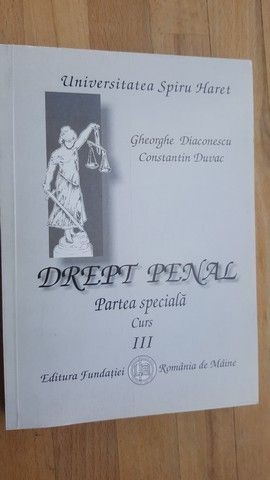 Universitatea Spiru Haret
Gheorghe Diaconescu
Constantin Duvac
DREPT PENAL
Partea specială
Curs
III
Editura Fundației România de Mâine